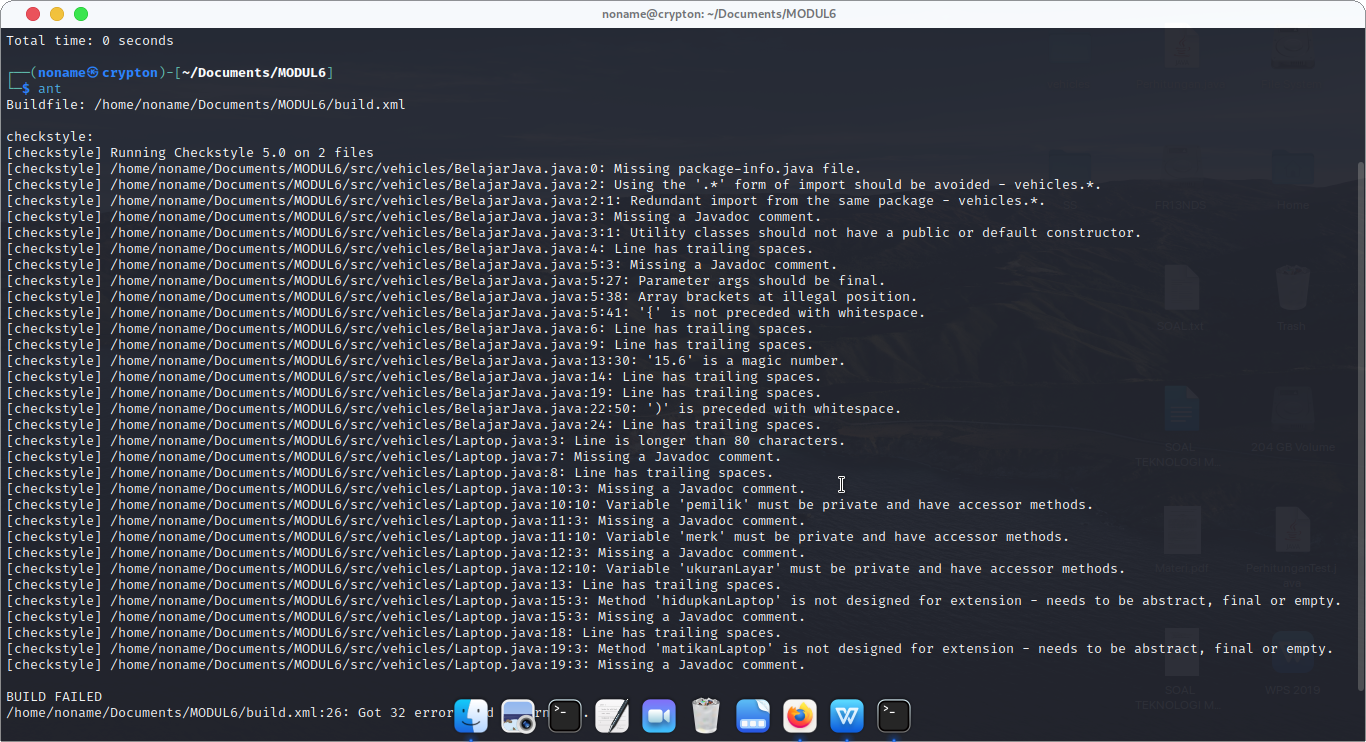 noname@crypton: ~/Documents/MODUL6
Total time: 0 seconds
┌──(noname㉿crypton)-[~/Documents/MODUL6]
└─$ ant
Buildfile: /home/noname/Documents/MODUL6/build.xml
checkstyle:
[checkstyle] Running Checkstyle 5.0 on 2 files
[checkstyle] /home/noname/Documents/MODUL6/src/vehicles/BelajarJava.java:0: Missing package-info.java file.
[checkstyle] /home/noname/Documents/MODUL6/src/vehicles/BelajarJava.java:2: Using the '.*' form of import should be avoided - vehicles.*.
[checkstyle] /home/noname/Documents/MODUL6/src/vehicles/BelajarJava.java:2:1: Redundant import from the same package - vehicles.*.
[checkstyle] /home/noname/Documents/MODUL6/src/vehicles/BelajarJava.java:3: Missing a Javadoc comment.
[checkstyle] /home/noname/Documents/MODUL6/src/vehicles/BelajarJava.java:3:1: Utility classes should not have a public or default constructor.
[checkstyle] /home/noname/Documents/MODUL6/src/vehicles/BelajarJava.java:4: Line has trailing spaces.
[checkstyle] /home/noname/Documents/MODUL6/src/vehicles/BelajarJava.java:5:3: Missing a Javadoc comment.
[checkstyle] /home/noname/Documents/MODUL6/src/vehicles/BelajarJava.java:5:27: Parameter args should be final.
[checkstyle] /home/noname/Documents/MODUL6/src/vehicles/BelajarJava.java:5:38: Array brackets at illegal position.
[checkstyle] /home/noname/Documents/MODUL6/src/vehicles/BelajarJava.java:5:41: '{' is not preceded with whitespace.
[checkstyle] /home/noname/Documents/MODUL6/src/vehicles/BelajarJava.java:6: Line has trailing spaces.
[checkstyle] /home/noname/Documents/MODUL6/src/vehicles/BelajarJava.java:9: Line has trailing spaces.
[checkstyle] /home/noname/Documents/MODUL6/src/vehicles/BelajarJava.java:13:30: '15.6' is a magic number.
[checkstyle] /home/noname/Documents/MODUL6/src/vehicles/BelajarJava.java:14: Line has trailing spaces.
[checkstyle] /home/noname/Documents/MODUL6/src/vehicles/BelajarJava.java:19: Line has trailing spaces.
[checkstyle] /home/noname/Documents/MODUL6/src/vehicles/BelajarJava.java:22:50: ')' is preceded with whitespace.
[checkstyle] /home/noname/Documents/MODUL6/src/vehicles/BelajarJava.java:24: Line has trailing spaces.
[checkstyle] /home/noname/Documents/MODUL6/src/vehicles/Laptop.java:3: Line is longer than 80 characters.
[checkstyle] /home/noname/Documents/MODUL6/src/vehicles/Laptop.java:7: Missing a Javadoc comment.
[checkstyle] /home/noname/Documents/MODUL6/src/vehicles/Laptop.java:8: Line has trailing spaces.
[checkstyle] /home/noname/Documents/MODUL6/src/vehicles/Laptop.java:10:3: Missing a Javadoc comment.
[checkstyle] /home/noname/Documents/MODUL6/src/vehicles/Laptop.java:10:10: Variable 'pemilik' must be private and have accessor methods.
[checkstyle] /home/noname/Documents/MODUL6/src/vehicles/Laptop.java:11:3: Missing a Javadoc comment.
[checkstyle] /home/noname/Documents/MODUL6/src/vehicles/Laptop.java:11:10: Variable 'merk' must be private and have accessor methods.
[checkstyle] /home/noname/Documents/MODUL6/src/vehicles/Laptop.java:12:3: Missing a Javadoc comment.
[checkstyle] /home/noname/Documents/MODUL6/src/vehicles/Laptop.java:12:10: Variable 'ukuranLayar' must be private and have accessor methods.
[checkstyle] /home/noname/Documents/MODUL6/src/vehicles/Laptop.java:13: Line has trailing spaces.
[checkstyle] /home/noname/Documents/MODUL6/src/vehicles/Laptop.java:15:3: Method 'hidupkanLaptop' is not designed for extension - needs to be abstract, final or empty.
[checkstyle] /home/noname/Documents/MODUL6/src/vehicles/Laptop.java:15:3: Missing a Javadoc comment.
[checkstyle] /home/noname/Documents/MODUL6/src/vehicles/Laptop.java:18: Line has trailing spaces.
[checkstyle] /home/noname/Documents/MODUL6/src/vehicles/Laptop.java:19:3: Method 'matikanLaptop' is not designed for extension - needs to be abstract, final or empty.
[checkstyle] /home/noname/Documents/MODUL6/src/vehicles/Laptop.java:19:3: Missing a Javadoc comment.
BUILD FAILED
/home/noname/Documents/MODUL6/build.xml:26: Got 32 error
Home
Trash
SOAL
TEKNOLOGI M...
WPS 2019
SOAL
TEKNOLOGI M...